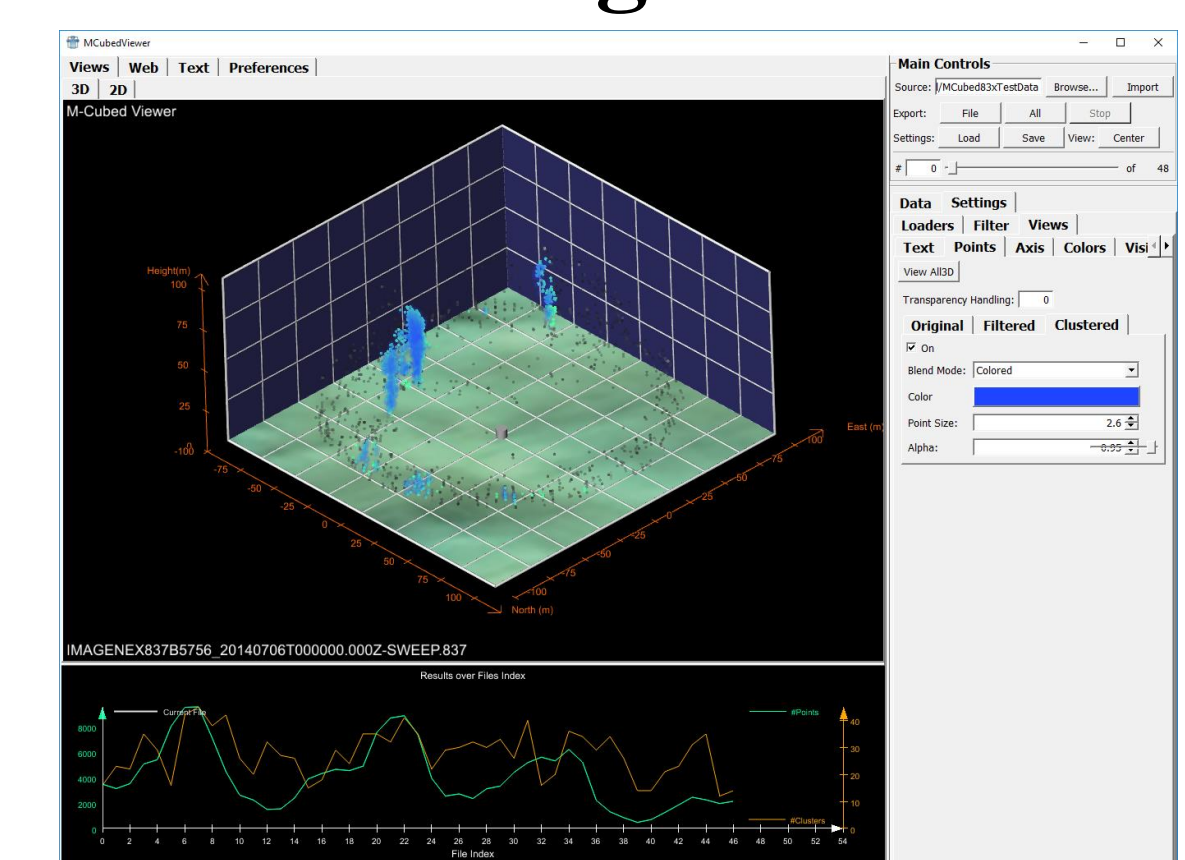 g
MCubedViewer
Views Web Text Preferences
3D 2D
M-Cubed Viewer
Height(m)
100
75
50
25
0
-100
-75
-50
-25
0
25
50
75
100
North (m)
-100
-75
-50
-25
0
25
50
75
100
East (m)
IMAGENEX837B5756_20140706T000000.000Z-SWEEP.837
Results over Files Index
Current File
#Points
8000
6000
4000
2000
0
40
30
20
10
0
#Clusters
0 2 4 6 8 10 12 14 16 18 20 22 24 26 28 30 32 34 36 38 40 42 44 46 48 50 52 54
File Index
Main Controls
Source: l/MCubed83xTestData Browse... Import
Export: File All Stop
Settings: Load Save View: Center
# 0 of 48
Data Settings
Loaders Filter Views
Text Points Axis Colors Visi
View All3D
Transparency Handling: 0
Original Filtered Clustered
On
Blend Mode: Colored
Color
Point Size: 2.6
Alpha: 0.95